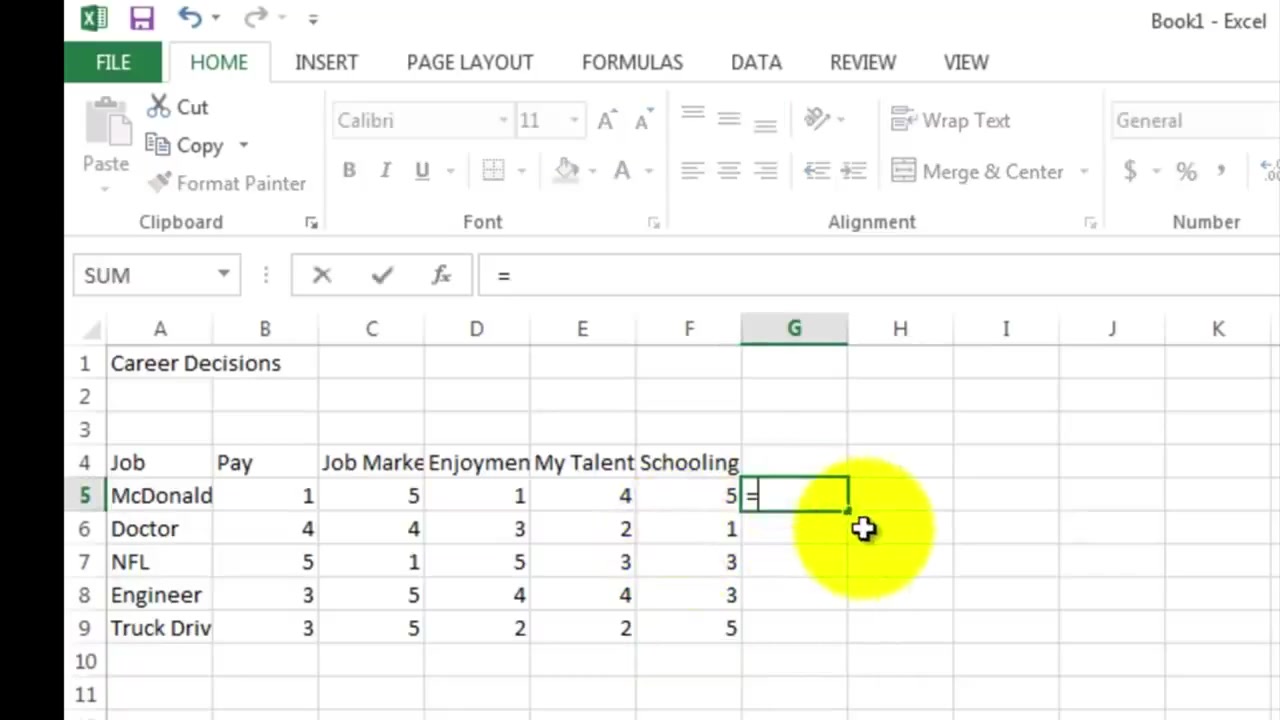 Book1 - Excel
FILE HOME INSERT PAGE LAYOUT FORMULAS DATA REVIEW VIEW
Cut
Copy
Paste
Format Painter
Clipboard
Calibri 11 A A
B I U A
Font
Wrap Text
Merge & Center
Alignment
General
$ % , .00
Number
SUM fx =
A B C D E F G H I J K
1 Career Decisions
2
3
4 Job Pay Job Marke Enjoymen My Talent Schooling
5 McDonald 1 5 1 4 5 =
6 Doctor 4 4 3 2 1
7 NFL 5 1 5 3 3
8 Engineer 3 5 4 4 3
9 Truck Driv 3 5 2 2 5
10
11